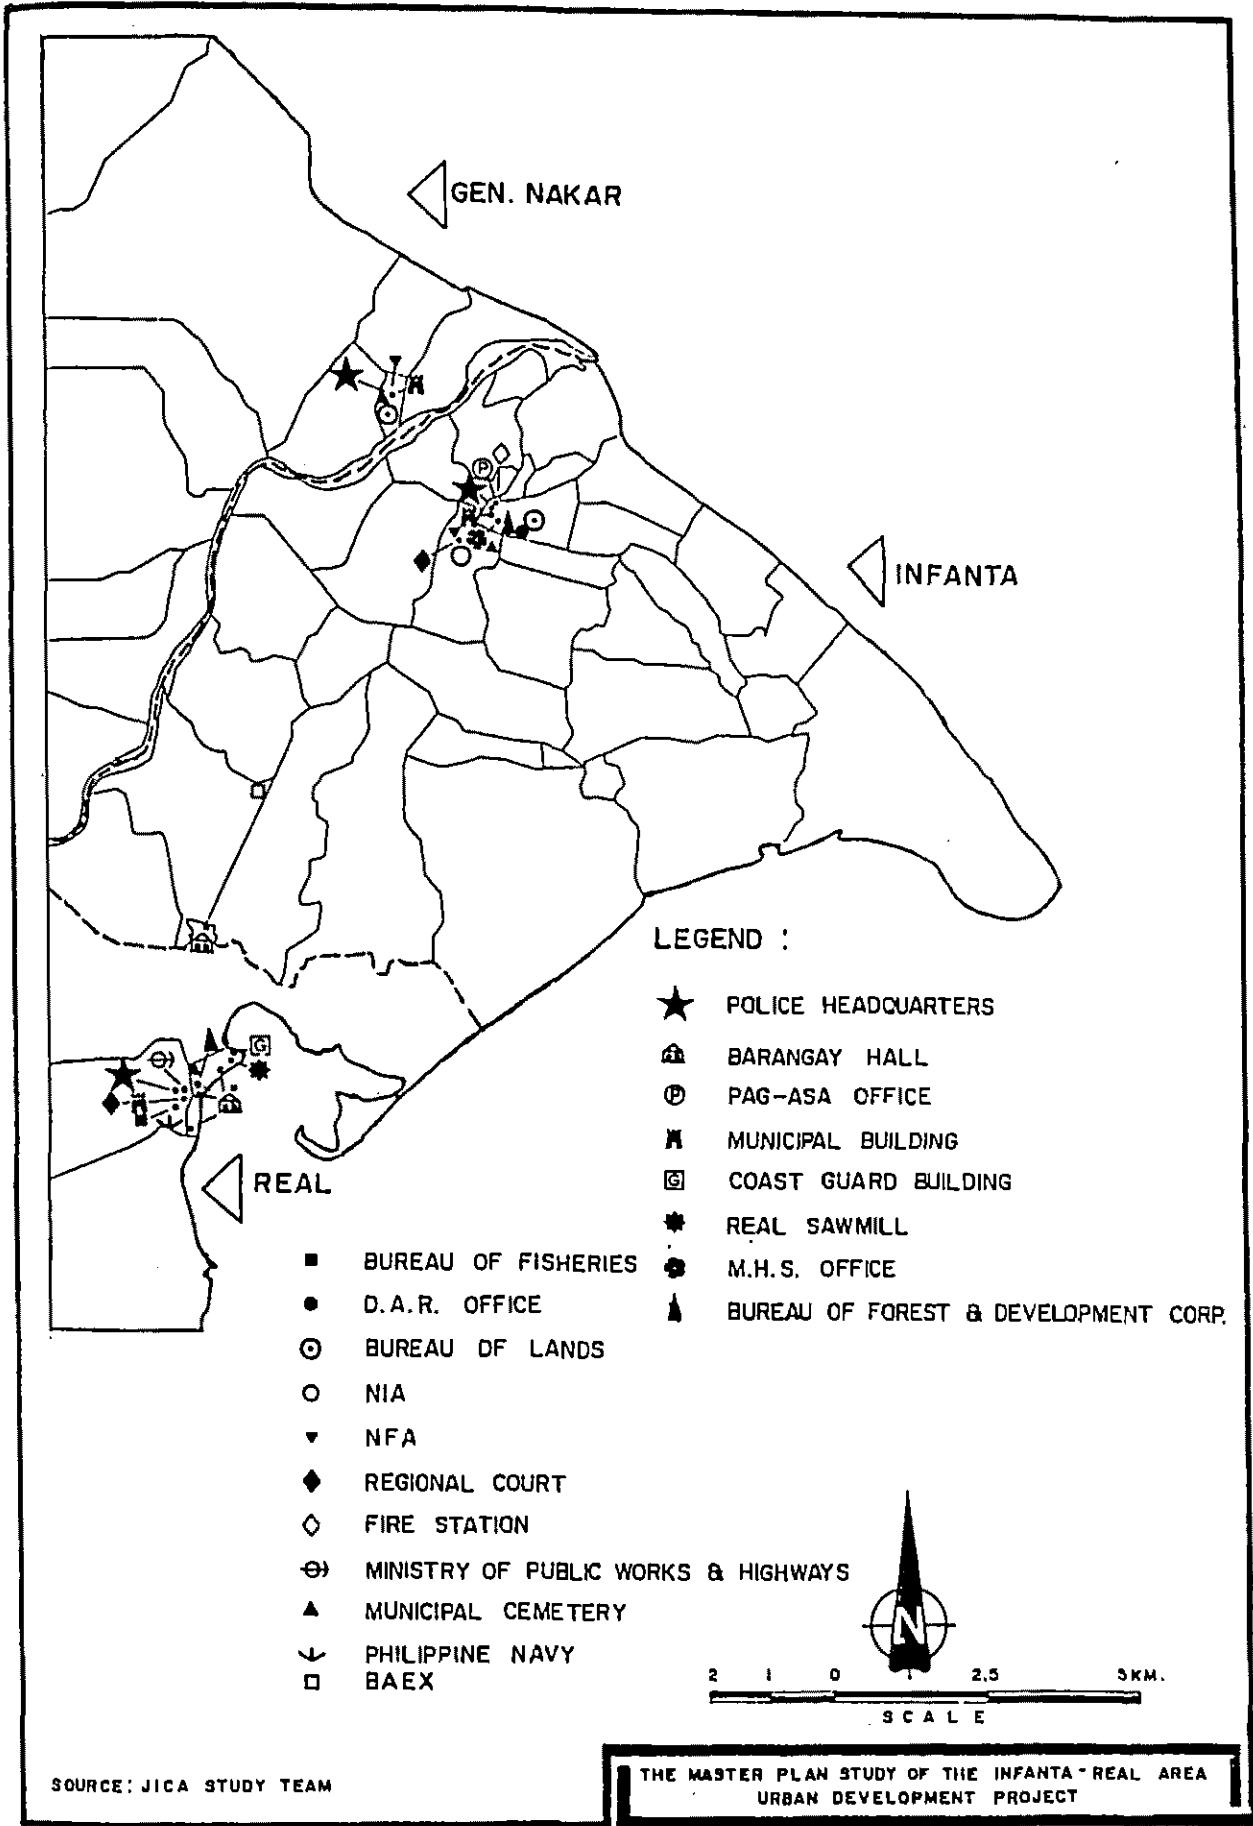 GEN. NAKAR
P
INFANTA
LEGEND :
POLICE HEADQUARTERS
BARANGAY HALL
P PAG-ASA OFFICE
MUNICIPAL BUILDING
G COAST GUARD BUILDING
REAL SAWMILL
M.H.S. OFFICE
BUREAU OF FOREST & DEVELOPMENT CORP.
G
REAL
BUREAU OF FISHERIES
D.A.R. OFFICE
BUREAU OF LANDS
NIA
NFA
REGIONAL COURT
FIRE STATION
MINISTRY OF PUBLIC WORKS & HIGHWAYS
MUNICIPAL CEMETERY
PHILIPPINE NAVY
BAEX
N
2 1 0 1 2,5 5KM.
SCALE
SOURCE: JICA STUDY TEAM
THE MASTER PLAN STUDY OF THE INFANTA-REAL AREA
URBAN DEVELOPMENT PROJECT